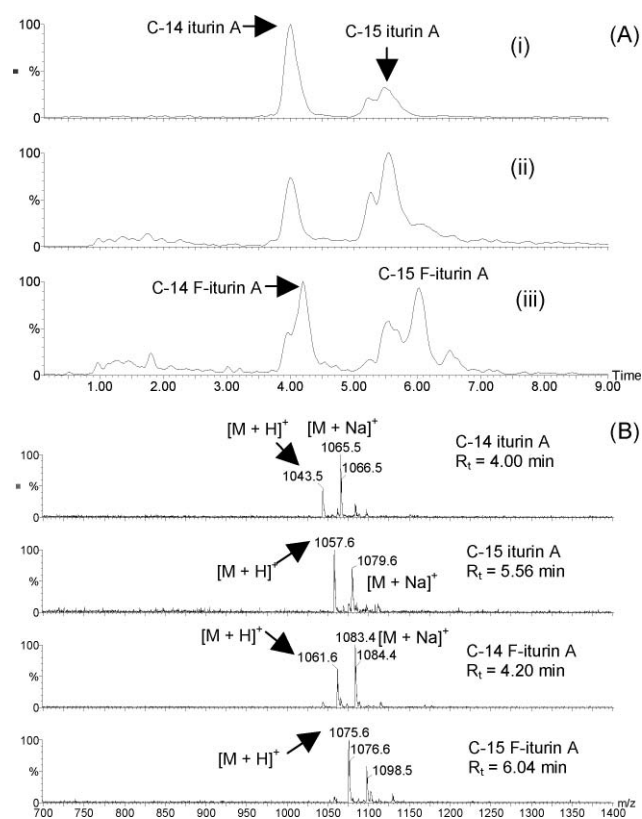 C-14 iturin A
C-15 iturin A
(i)
(A)
100
%
0
(ii)
100
%
0
C-14 F-iturin A
C-15 F-iturin A
(iii)
100
%
0
1.00 2.00 3.00 4.00 5.00 6.00 7.00 8.00 9.00 Time
(B)
[M + H]+ [M + Na]+
1065.5
1043.5 1066.5
C-14 iturin A
Rt = 4.00 min
100
%
0
1057.6
[M + H]+
1079.6
[M + Na]+
C-15 iturin A
Rt = 5.56 min
100
%
0
[M + H]+
1083.4 [M + Na]+
1061.6 1084.4
C-14 F-iturin A
Rt = 4.20 min
100
%
0
1075.6
[M + H]+
1076.6
1098.5
C-15 F-iturin A
Rt = 6.04 min
100
%
0
700 750 800 850 900 950 1000 1050 1100 1150 1200 1250 1300 1350 1400 m/z